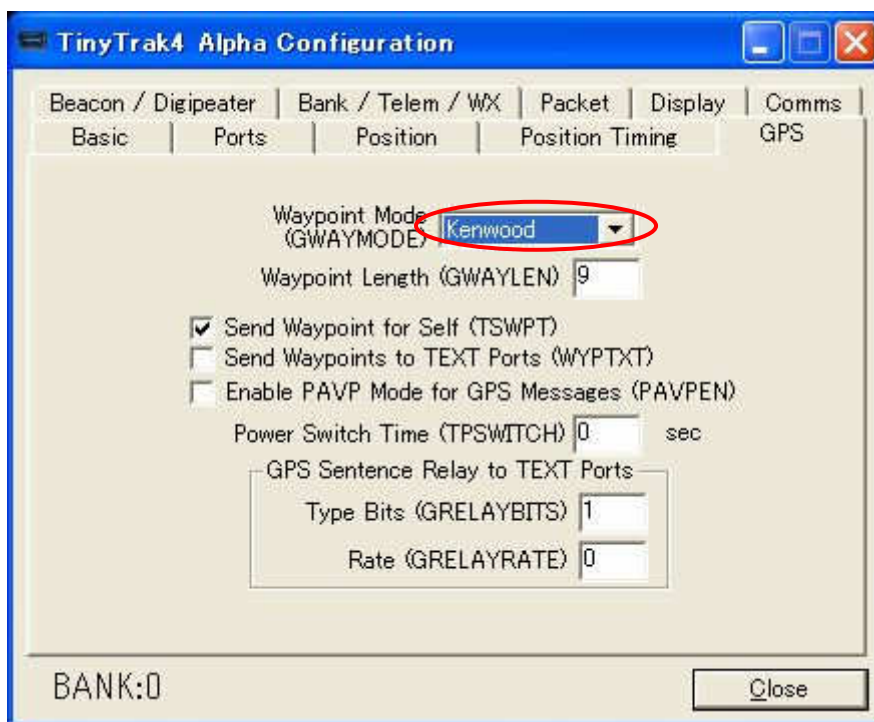 TinyTrak4 Alpha Configuration
Beacon / Digipeater
Bank / Telem / WX
Packet
Display
Comms
Basic
Ports
Position
Position Timing
GPS
Waypoint Mode
(GWAYMODE)
Kenwood
Waypoint Length (GWAYLEN) 9
Send Waypoint for Self (TSWPT)
Send Waypoints to TEXT Ports (WYPTXT)
Enable PAVP Mode for GPS Messages (PAVPEN)
Power Switch Time (TPSWITCH) 0 sec
GPS Sentence Relay to TEXT Ports
Type Bits (GRELAYBITS) 1
Rate (GRELAYRATE) 0
BANK:0
Close